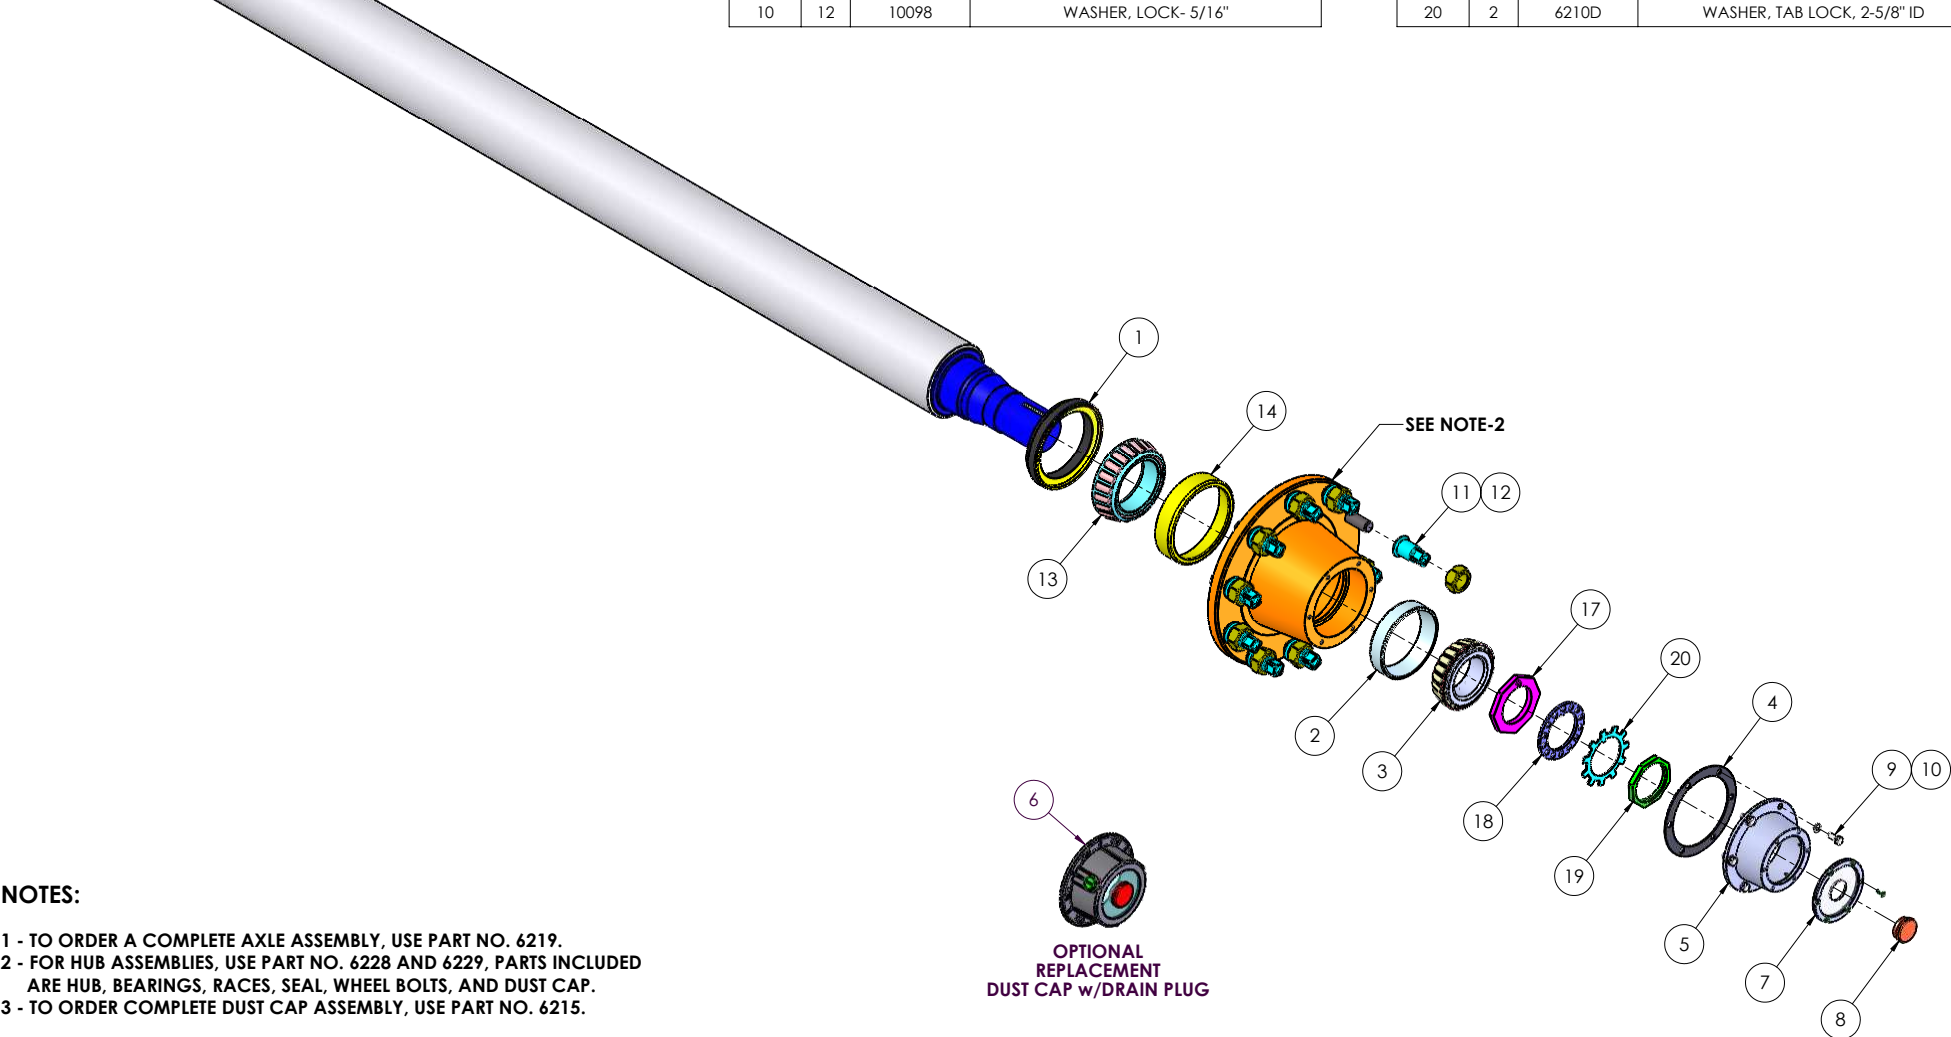 10 12 10098 WASHER, LOCK- 5/16"
20 2 6210D WASHER, TAB LOCK, 2-5/8" ID
1
14
SEE NOTE-2
11 12
13
17
20
2
4
3
9 10
6
18
19
5
7
8
NOTES:
1 - TO ORDER A COMPLETE AXLE ASSEMBLY, USE PART NO. 6219.
2 - FOR HUB ASSEMBLIES, USE PART NO. 6228 AND 6229, PARTS INCLUDED
ARE HUB, BEARINGS, RACES, SEAL, WHEEL BOLTS, AND DUST CAP.
3 - TO ORDER COMPLETE DUST CAP ASSEMBLY, USE PART NO. 6215.
OPTIONAL
REPLACEMENT
DUST CAP w/DRAIN PLUG